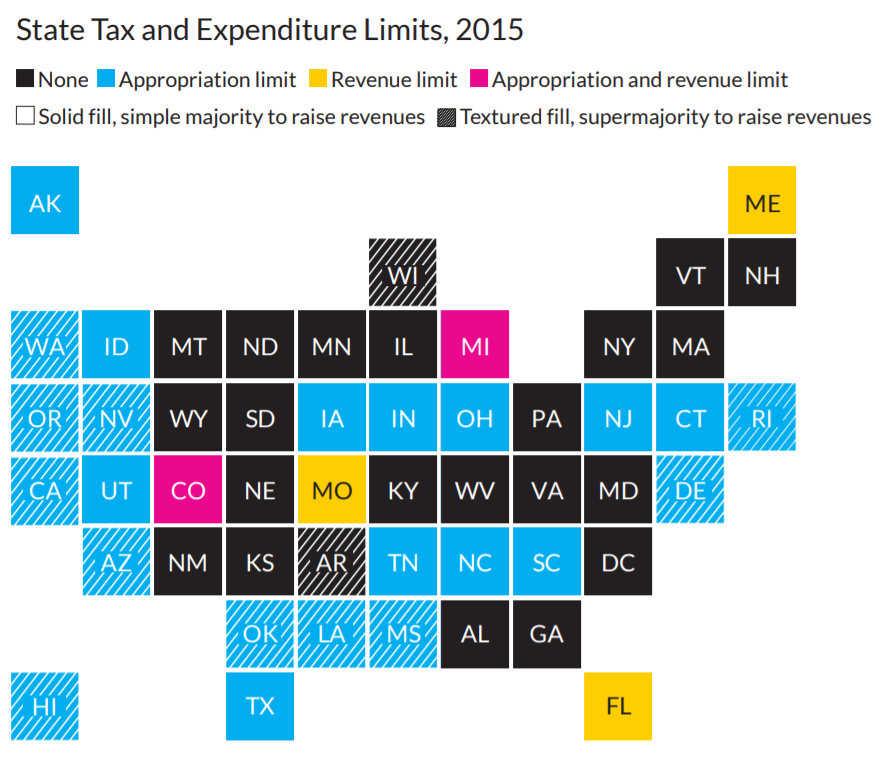 State Tax and Expenditure Limits, 2015
None Appropriation limit Revenue limit Appropriation and revenue limit
Solid fill, simple majority to raise revenues Textured fill, supermajority to raise revenues
AK ME
WI VT NH
WA ID MT ND MN IL MI NY MA
OR NV WY SD IA IN OH PA NJ CT RI
CA UT CO NE MO KY WV VA MD DE
AZ NM KS AR TN NC SC DC
OK LA MS AL GA
HI TX FL